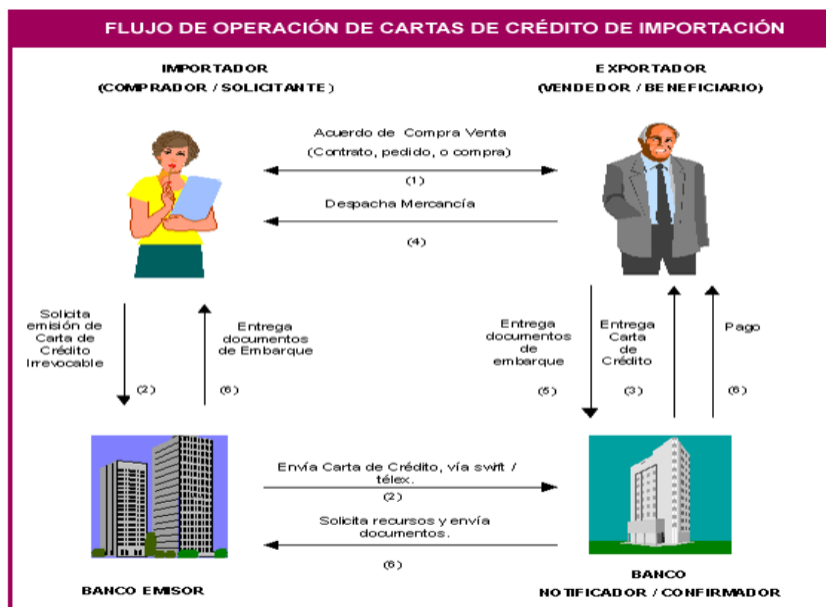 FLUJO DE OPERACIÓN DE CARTAS DE CRÉDITO DE IMPORTACIÓN
IMPORTADOR
(COMPRADOR / SOLICITANTE )
EXPORTADOR
(VENDEDOR / BENEFICIARIO)
Acuerdo de Compra Venta
(Contrato, pedido, o compra)
(1)
Despacha Mercancía
(4)
Solicita
emisión de
Carta de
Crédito
Irrevocable
(2)
Entrega
documentos
de Embarque
(6)
Entrega
documentos
de
embarque
(5)
Entrega
Carta
de
Crédito
(3)
Pago
(6)
Envía Carta de Crédito, vía swift /
télex.
(2)
Solicita recursos y envía
documentos.
(6)
BANCO EMISOR
BANCO
NOTIFICADOR / CONFIRMADOR